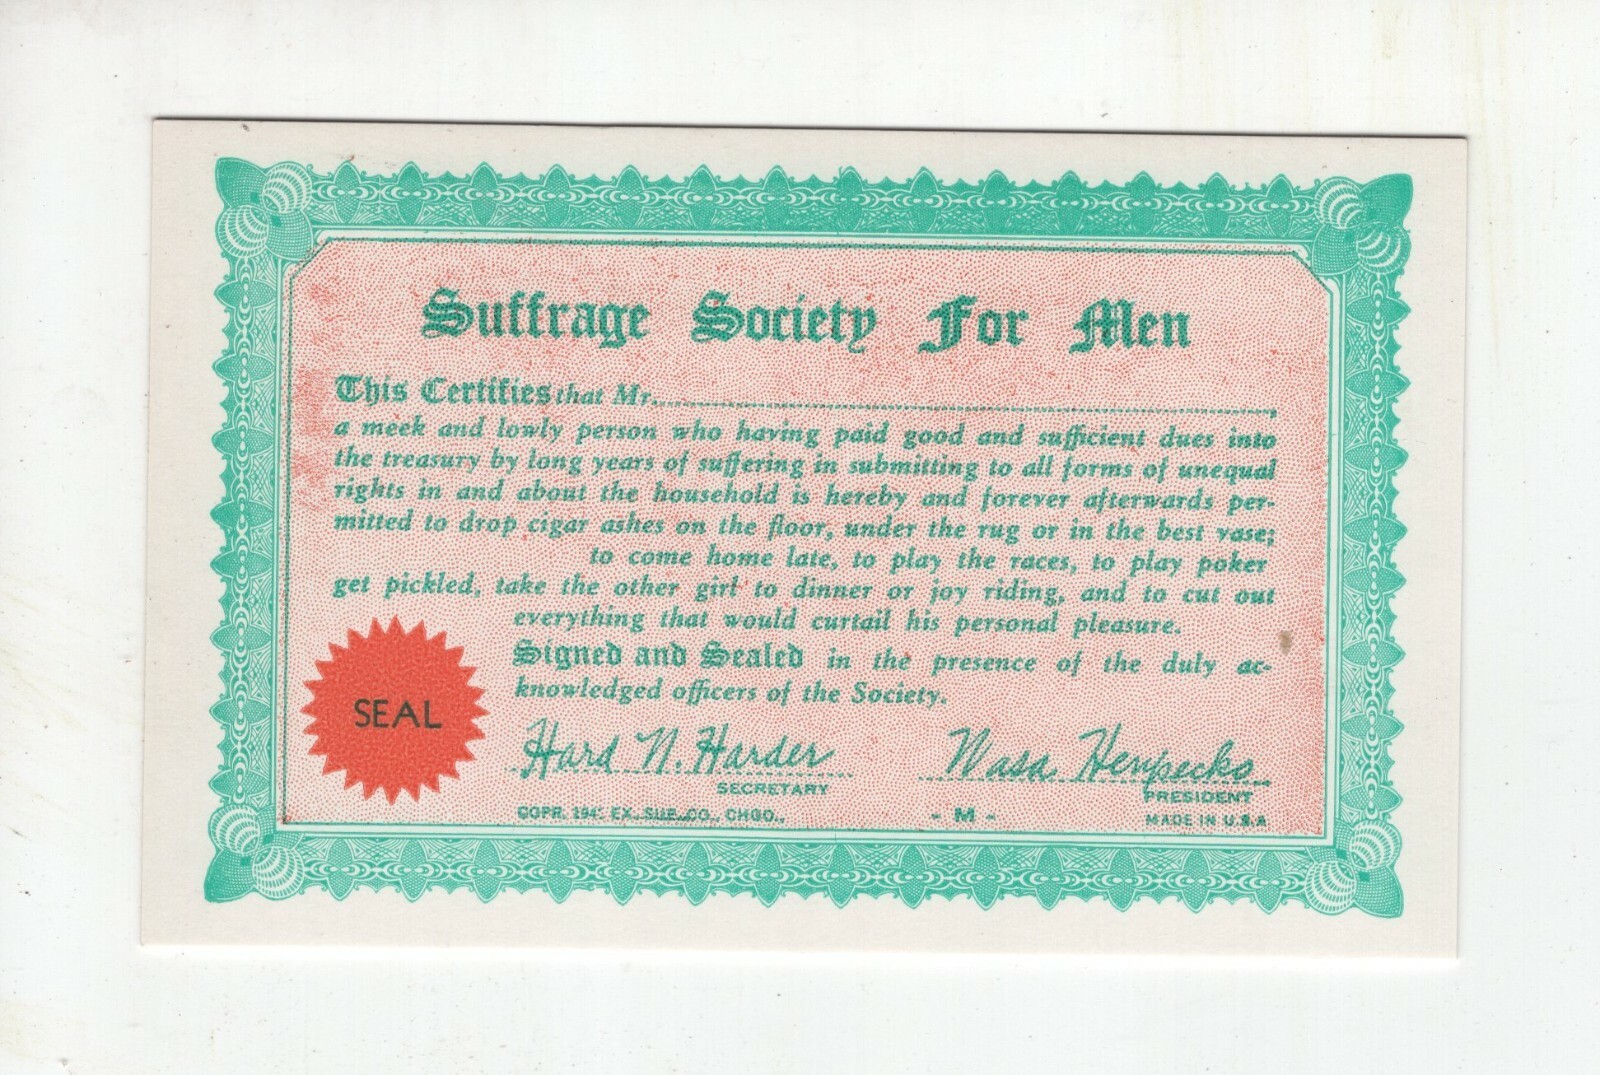 Suffrage Society For Men
This Certifies that Mr.
a meek and lowly person who having paid good and sufficient dues into
the treasury by long years of suffering in submitting to all forms of unequal
rights in and about the household is hereby and forever afterwards per-
mitted to drop cigar ashes on the floor, under the rug or in the best vase;
to come home late, to play the races, to play poker
get pickled, take the other girl to dinner or joy riding, and to cut out
everything that would curtail his personal pleasure.
Signed and Sealed in the presence of the duly ac-
knowledged officers of the Society.
SEAL
Hard N. Harder
Wasa Henpecko
SECRETARY
PRESIDENT
COPR. EX. SUP. CO., CHGO.
- M -
MADE IN U.S.A